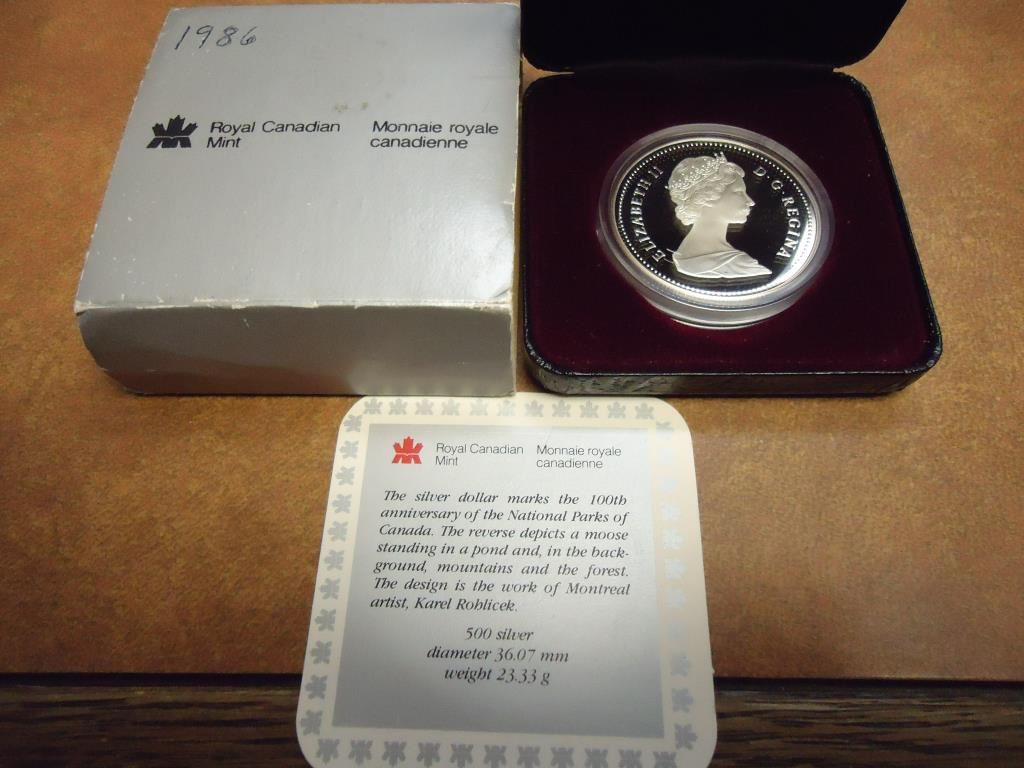 1986
Royal Canadian Mint
Monnaie royale canadienne
ELIZABETH II D·G·REGINA
Royal Canadian Mint
Monnaie royale canadienne
The silver dollar marks the 100th
anniversary of the National Parks of
Canada. The reverse depicts a moose
standing in a pond and, in the back-
ground, mountains and the forest.
The design is the work of Montreal
artist, Karel Rohlicek.
500 silver
diameter 36.07 mm
weight 23.33 g